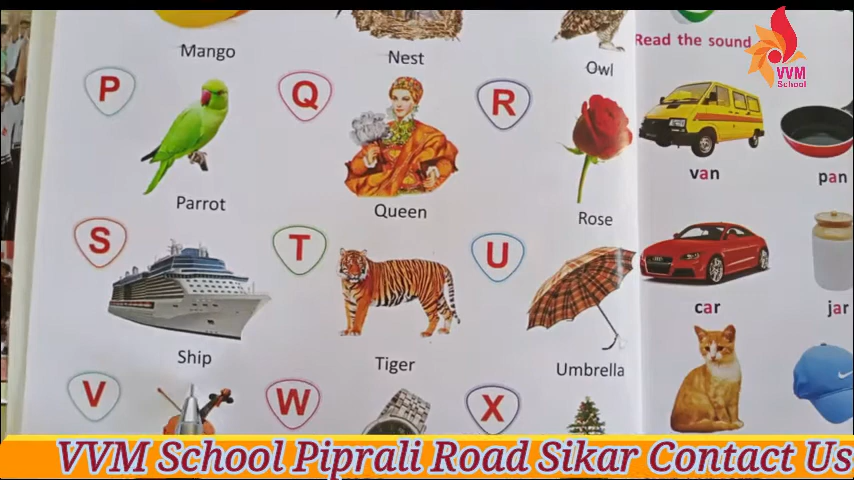 Mango
Nest
Owl
P
Q
R
Parrot
Queen
Rose
S
T
U
Ship
Tiger
Umbrella
V
W
X
Read the sound
van
pan
car
jar
VVM
School
VVM School Piprali Road Sikar Contact Us